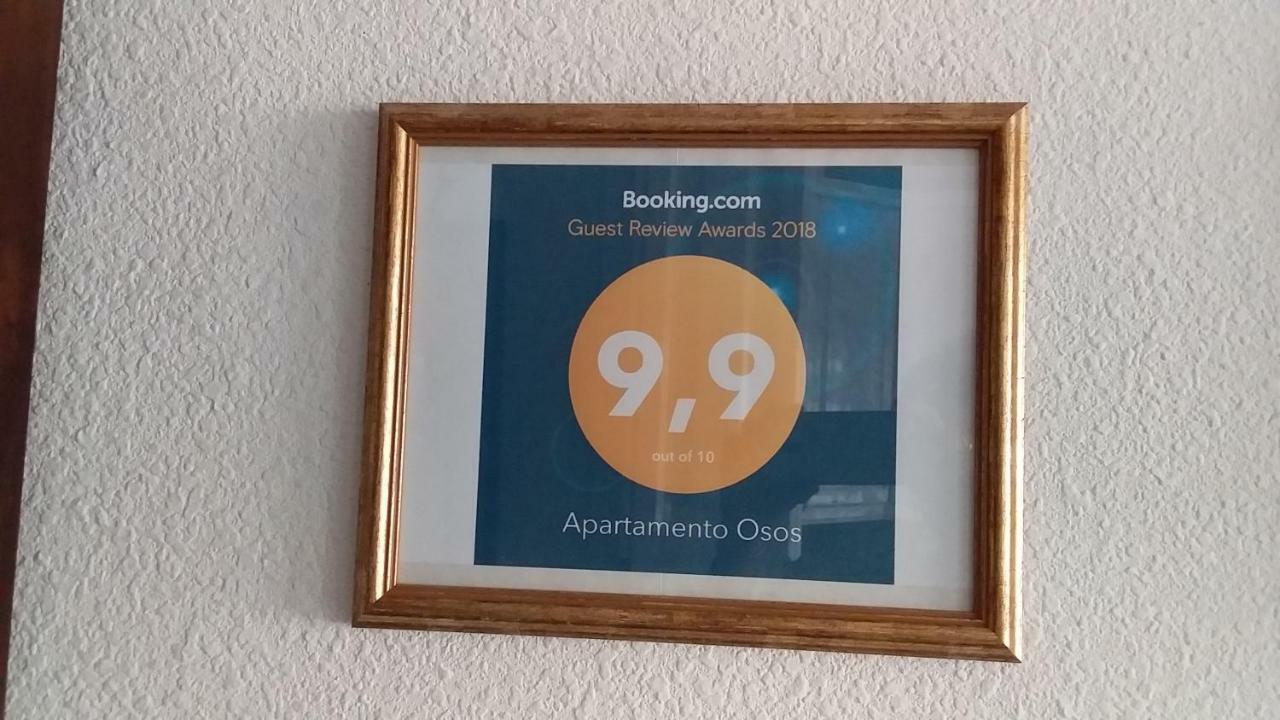 Booking.com
Guest Review Awards 2018
9,9
out of 10
Apartamento Osos